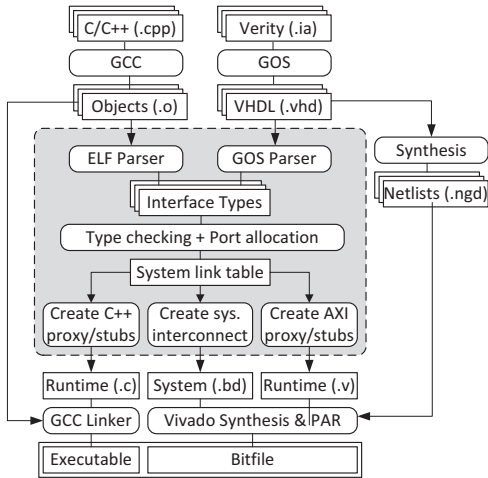 C/C++ (.cpp)
Verity (.ia)
GCC
GOS
Objects (.o)
VHDL (.vhd)
ELF Parser
GOS Parser
Synthesis
Netlists (.ngd)
Interface Types
Type checking + Port allocation
System link table
Create C++
proxy/stubs
Create sys.
interconnect
Create AXI
proxy/stubs
Runtime (.c)
System (.bd)
Runtime (.v)
GCC Linker
Vivado Synthesis & PAR
Executable
Bitfile